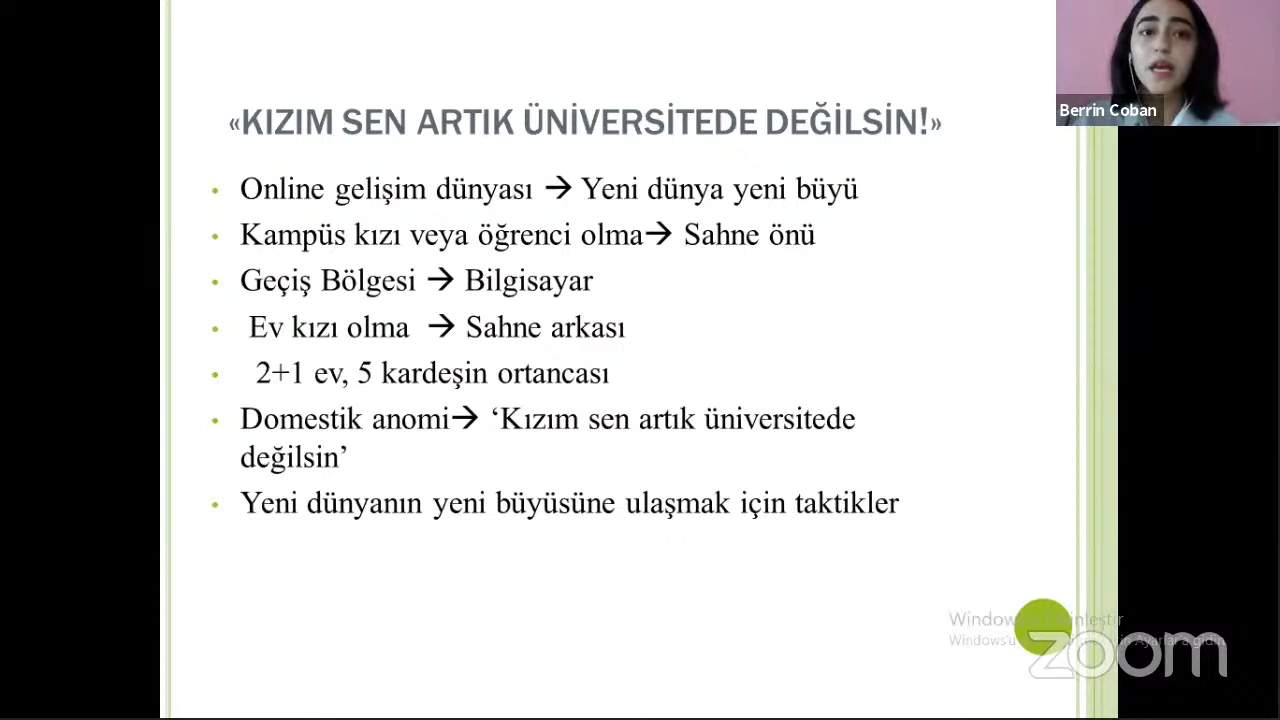 Berrin Coban
«KIZIM SEN ARTIK ÜNİVERSİTEDE DEĞİLSİN!»
• Online gelişim dünyası → Yeni dünya yeni büyü
• Kampüs kızı veya öğrenci olma→ Sahne önü
• Geçiş Bölgesi → Bilgisayar
• Ev kızı olma → Sahne arkası
• 2+1 ev, 5 kardeşin ortancası
• Domestik anomi→ ‘Kızım sen artık üniversitede
değilsin’
• Yeni dünyanın yeni büyüsüne ulaşmak için taktikler
zoom